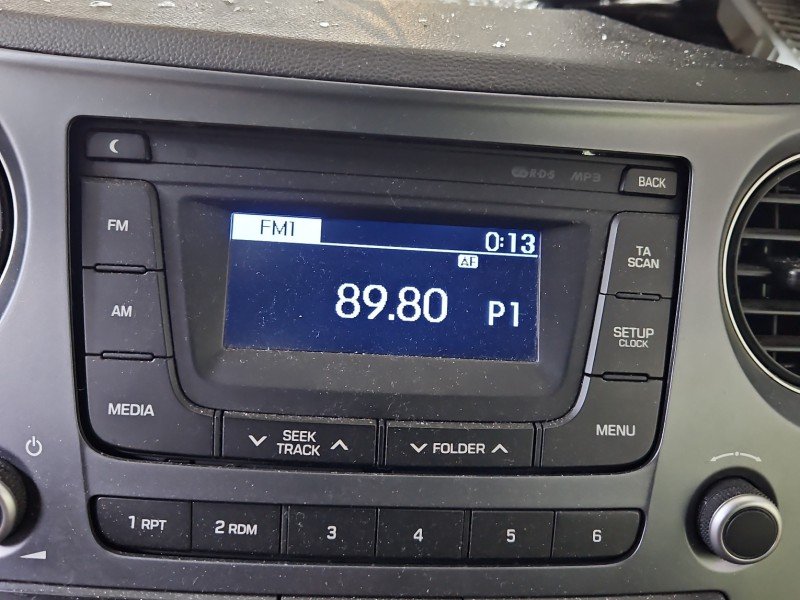 R·D·S MP3 BACK
FM
FM1 0:13
AF
TA
SCAN
AM
89.80 P1
SETUP
CLOCK
MEDIA
SEEK
TRACK
FOLDER
MENU
1 RPT 2 RDM 3 4 5 6